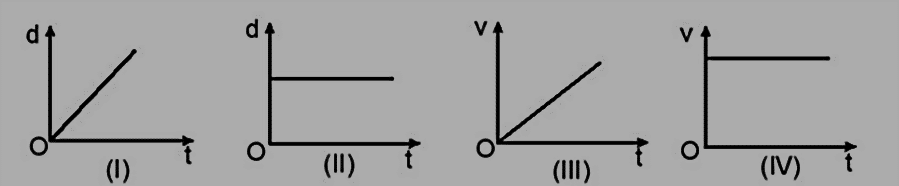 d O t (I)
d O t (II)
v O t (III)
v O t (IV)